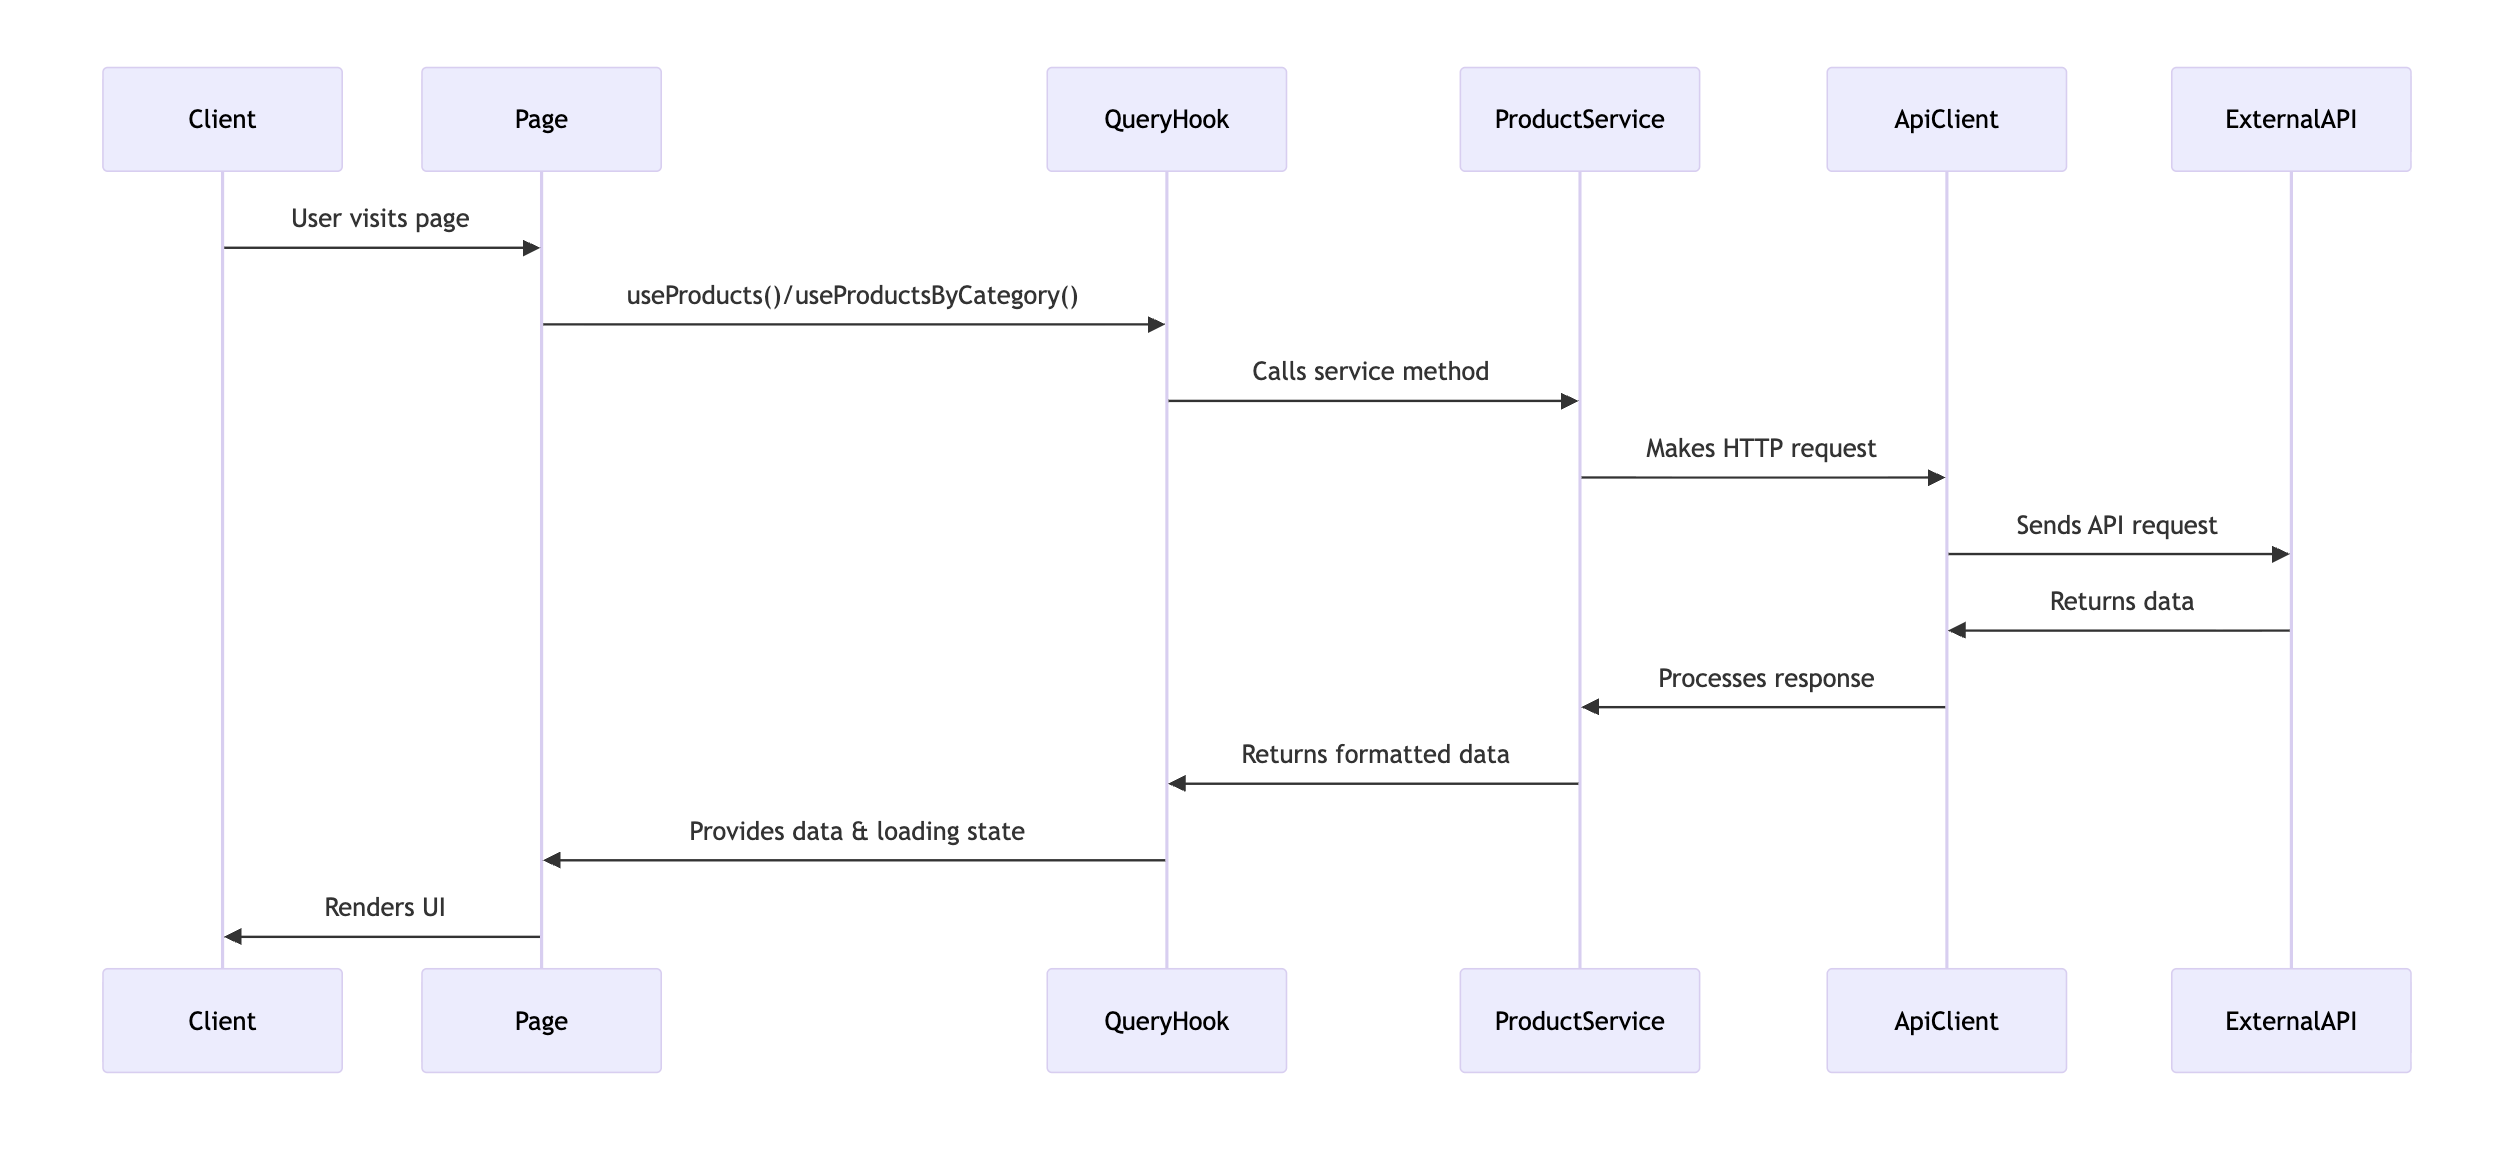 Client
Page
QueryHook
ProductService
ApiClient
ExternalAPI
User visits page
useProducts()/useProductsByCategory()
Calls service method
Makes HTTP request
Sends API request
Returns data
Processes response
Returns formatted data
Provides data & loading state
Renders UI
Client
Page
QueryHook
ProductService
ApiClient
ExternalAPI